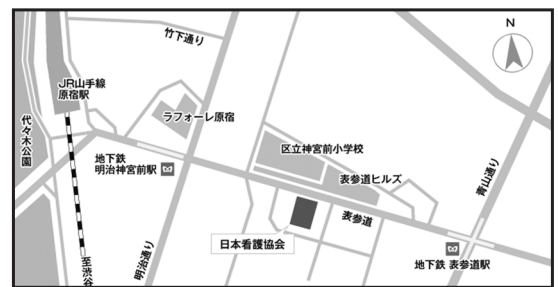 N
竹下通り
JR山手線
原宿駅
ラフォーレ原宿
代々木公園
区立神宮前小学校
地下鉄
明治神宮前駅
表参道ヒルズ
青山通り
表参道
日本看護協会
明治通り
至渋谷
地下鉄 表参道駅